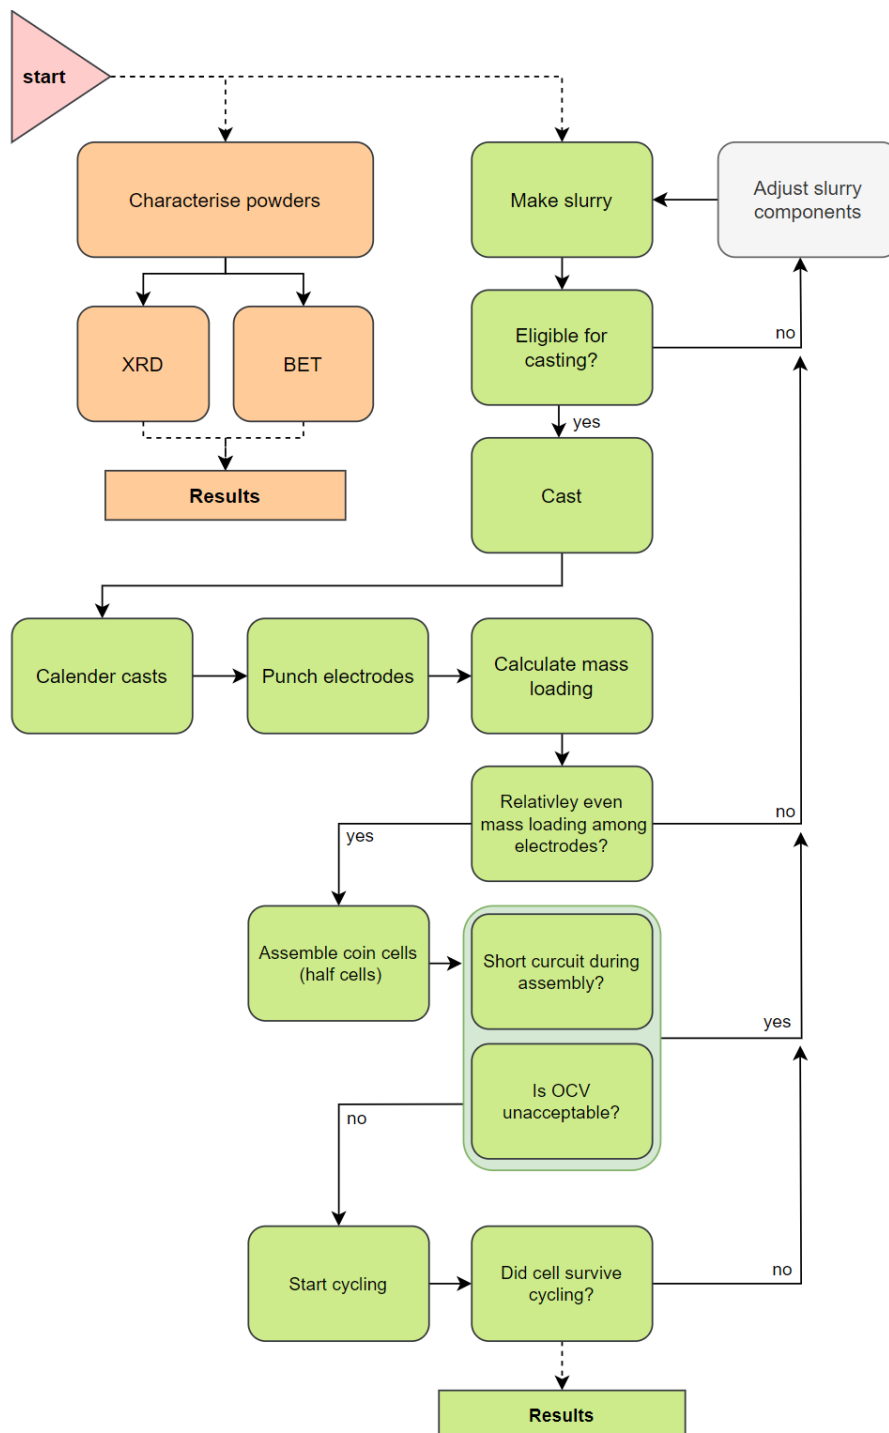 start
Characterise powders
Make slurry
Adjust slurry
components
XRD
BET
Eligible for
casting?
no
yes
Results
Cast
Calender casts
Punch electrodes
Calculate mass
loading
Relativley even
mass loading among
electrodes?
no
yes
Assemble coin cells
(half cells)
Short curcuit during
assembly?
yes
Is OCV
unacceptable?
no
Start cycling
Did cell survive
cycling?
no
Results